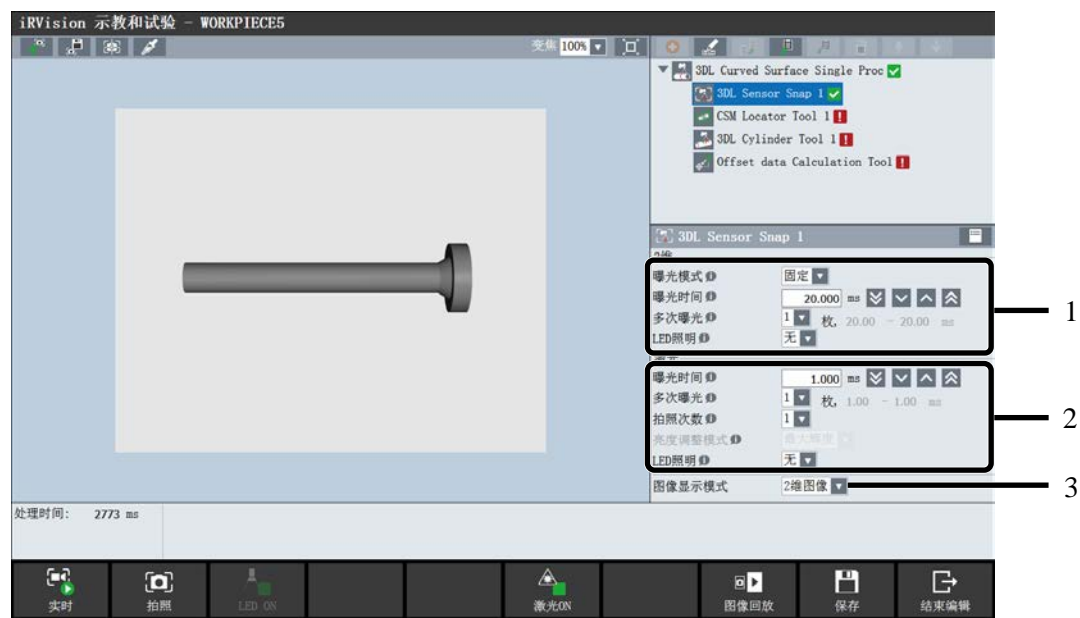 iRVision 示教和试验 - WORKPIECE5
变焦 100%
3DL Curved Surface Single Proc
3DL Sensor Snap 1
CSM Locator Tool 1
3DL Cylinder Tool 1
Offset data Calculation Tool
3DL Sensor Snap 1
曝光模式 固定
曝光时间 20.000 ms
多次曝光 1 枚, 20.00 - 20.00 ms
LED照明 无
曝光时间 1.000 ms
多次曝光 1 枚, 1.00 - 1.00 ms
拍照次数 1
亮度调整模式 最大辉度
LED照明 无
图像显示模式 2维图像
1
2
3
处理时间: 2773 ms
实时
拍照
LED ON
激光ON
图像回放
保存
结束编辑